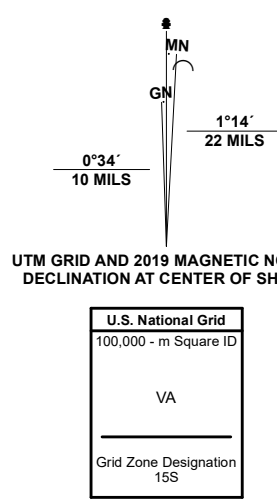 MN
GN
1°14´
22 MILS
0°34´
10 MILS
UTM GRID AND 2019 MAGNETIC N
DECLINATION AT CENTER OF SH
U.S. National Grid
100,000 - m Square ID
VA
Grid Zone Designation
15S